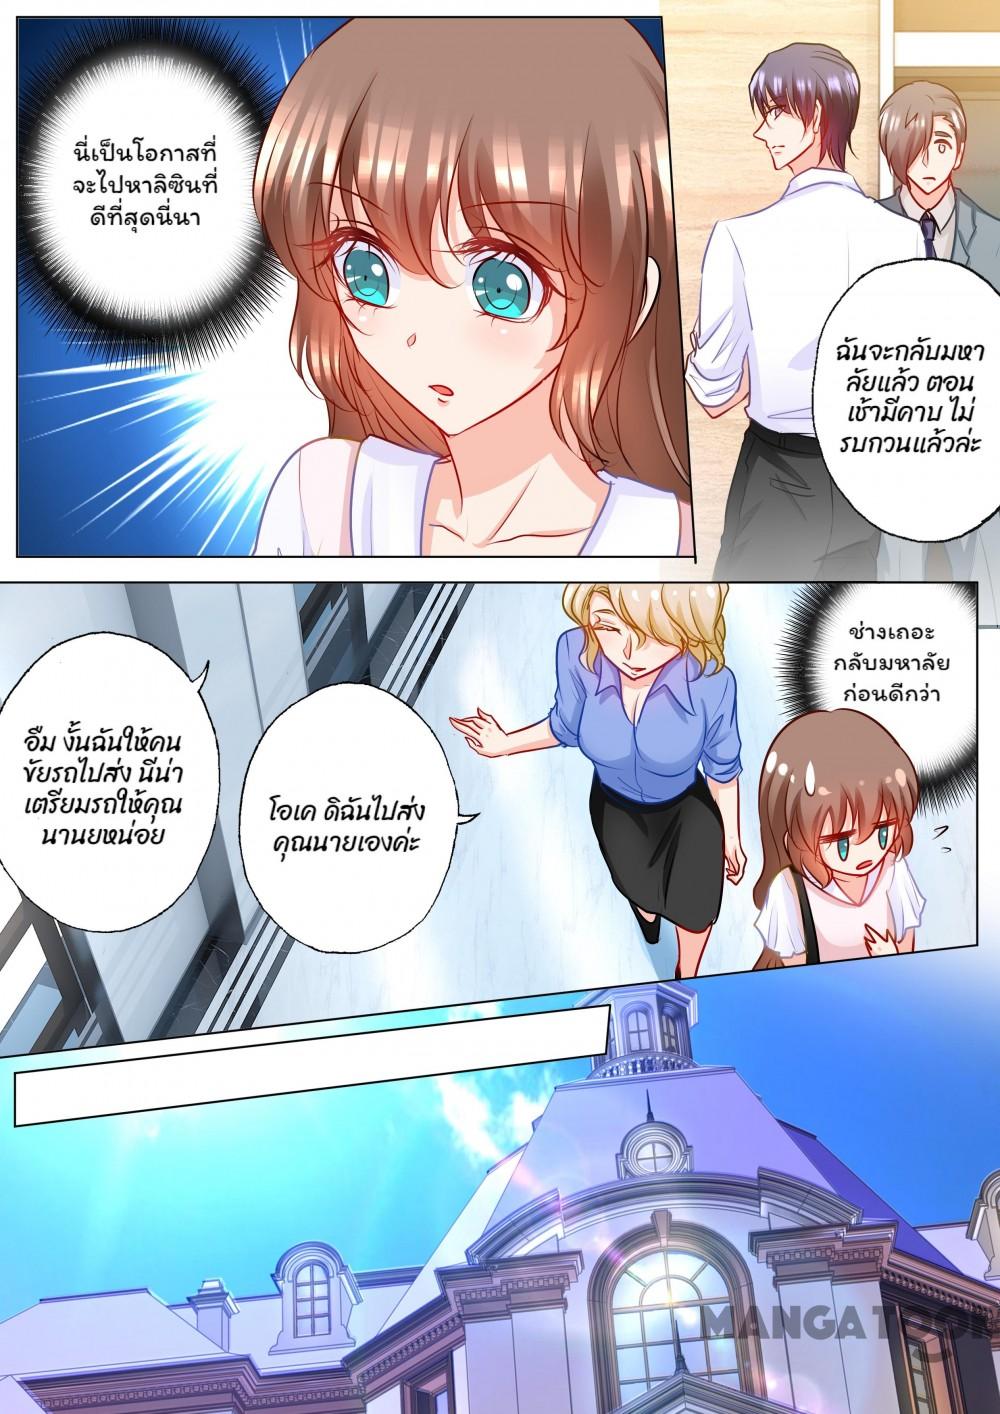 นี่เป็นโอกาสที่
จะไปหาลิซินที่
ดีที่สุดนี่นา
ฉันจะกลับมหา
ลัยแล้ว ตอน
เช้ามีคาบ ไม่
รบกวนแล้วล่ะ
อืม งั้นฉันให้คน
ขัยรถไปส่ง นีน่า
เตรียมรถให้คุณ
นานยหน่อย
โอเค ดิฉันไปส่ง
คุณนายเองค่ะ
ช่างเถอะ
กลับมหาลัย
ก่อนดีกว่า
MANGA TOON